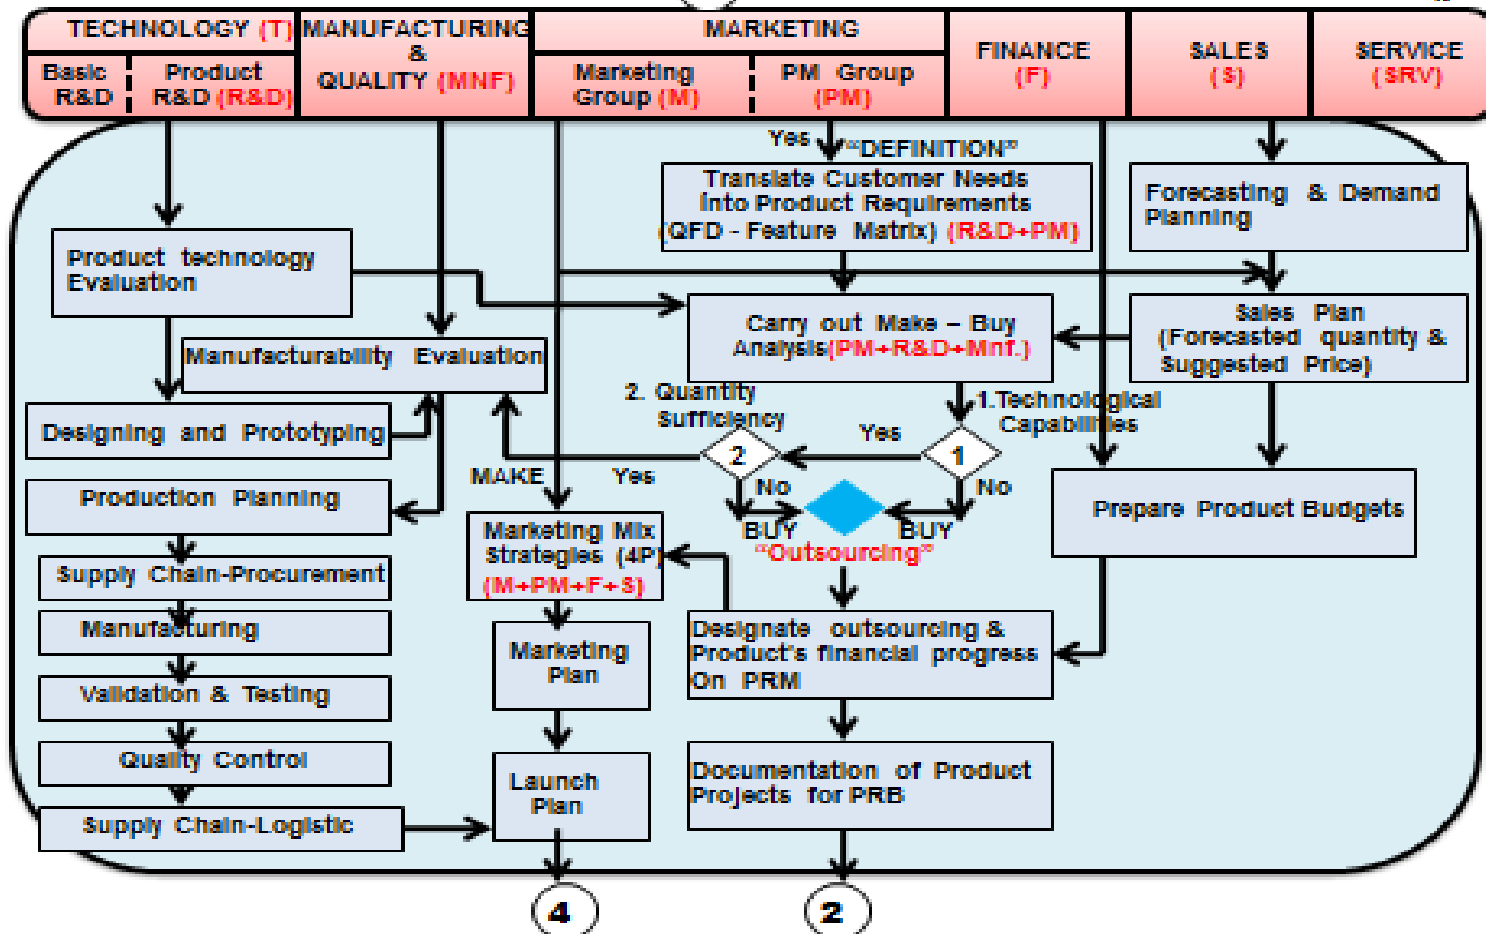 TECHNOLOGY (T)
Basic
R&D
Product
R&D (R&D)
MANUFACTURING
&
QUALITY (MNF)
MARKETING
Marketing
Group (M)
PM Group
(PM)
FINANCE
(F)
SALES
(S)
SERVICE
(SRV)
Yes
“DEFINITION”
Translate Customer Needs
into Product Requirements
(QFD - Feature Matrix) (R&D+PM)
Forecasting & Demand
Planning
Product technology
Evaluation
Carry out Make – Buy
Analysis(PM+R&D+Mnf.)
Sales Plan
(Forecasted quantity &
Suggested Price)
Manufacturability Evaluation
2. Quantity
Sufficiency
1.Technological
Capabilities
Designing and Prototyping
Yes
2
1
MAKE
Yes
No
No
Production Planning
Prepare Product Budgets
BUY
BUY
Marketing Mix
Strategies (4P)
(M+PM+F+S)
“Outsourcing”
Supply Chain-Procurement
Manufacturing
Designate outsourcing &
Product's financial progress
On PRM
Marketing
Plan
Validation & Testing
Quality Control
Launch
Plan
Documentation of Product
Projects for PRB
Supply Chain-Logistic
4
2